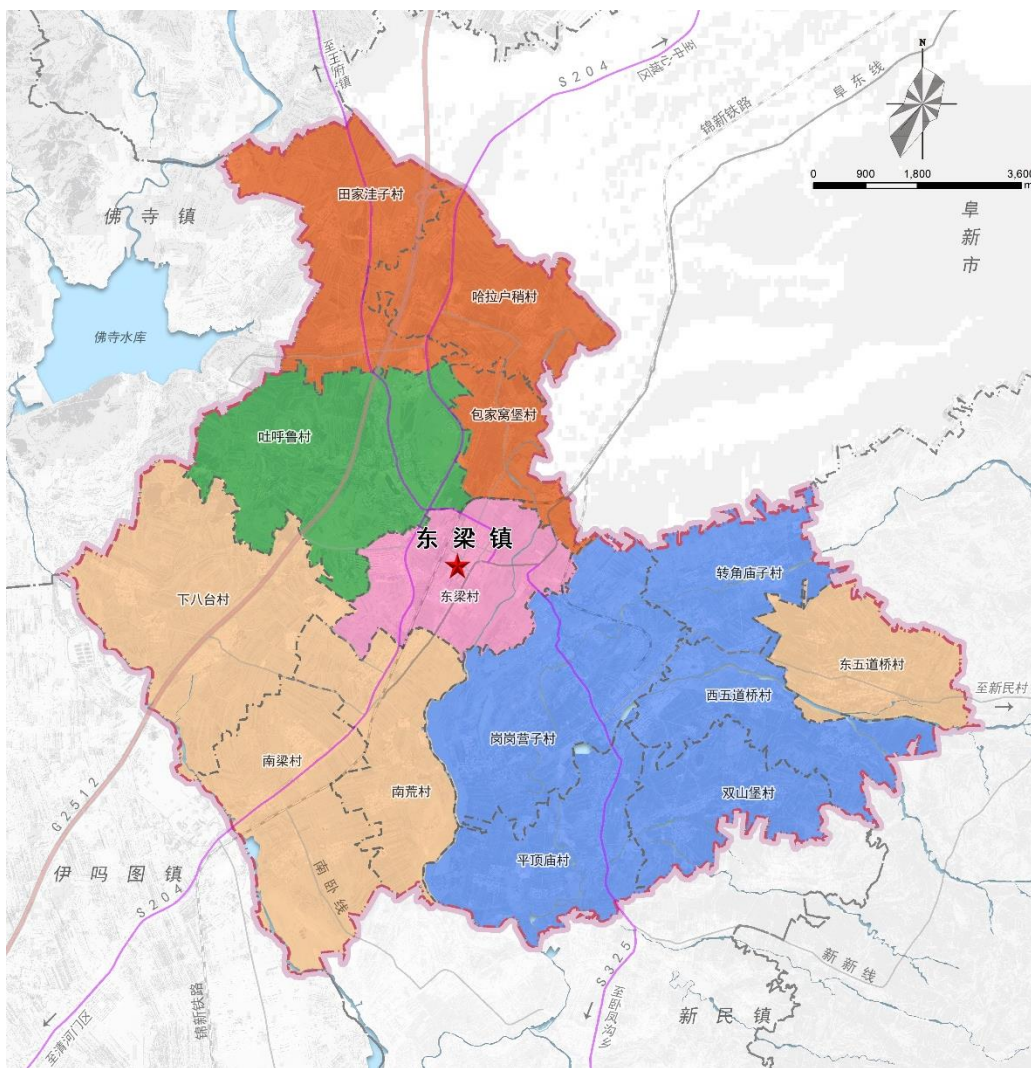 至王府镇
S204
至中心城区
锦新铁路
阜东线
N
0 900 1,800 3,600
m
阜新市
佛寺镇
田家洼子村
哈拉户稍村
佛寺水库
包家窝堡村
吐呼鲁村
东梁镇
东梁村
转角庙子村
下八台村
东五道桥村
至新民村
西五道桥村
岗岗营子村
南梁村
南荒村
双山堡村
平顶庙村
G2512
伊吗图镇
S204
南卧线
锦新铁路
至清河门区
S325
至卧凤沟乡
新新线
新民镇